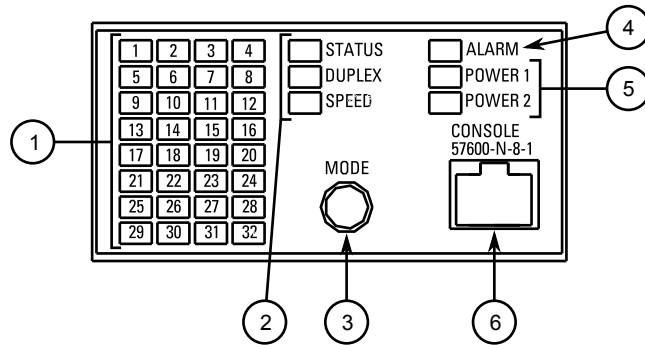 4
1 2 3 4 STATUS ALARM
5 6 7 8 DUPLEX POWER 1
5
9 10 11 12 SPEED POWER 2
13 14 15 16 CONSOLE
1
17 18 19 20 57600-N-8-1
21 22 23 24 MODE
25 26 27 28
29 30 31 32
2 3 6